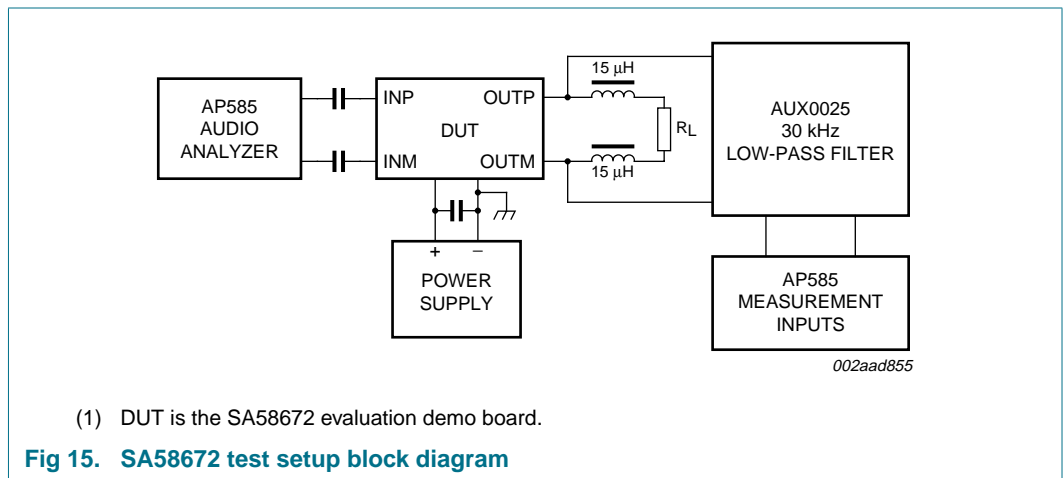 AP585
AUDIO
ANALYZER
INP
INM
DUT
OUTP
OUTM
15 μH
RL
15 μH
AUX0025
30 kHz
LOW-PASS FILTER
+ −
POWER
SUPPLY
AP585
MEASUREMENT
INPUTS
002aad855
(1) DUT is the SA58672 evaluation demo board.
Fig 15. SA58672 test setup block diagram